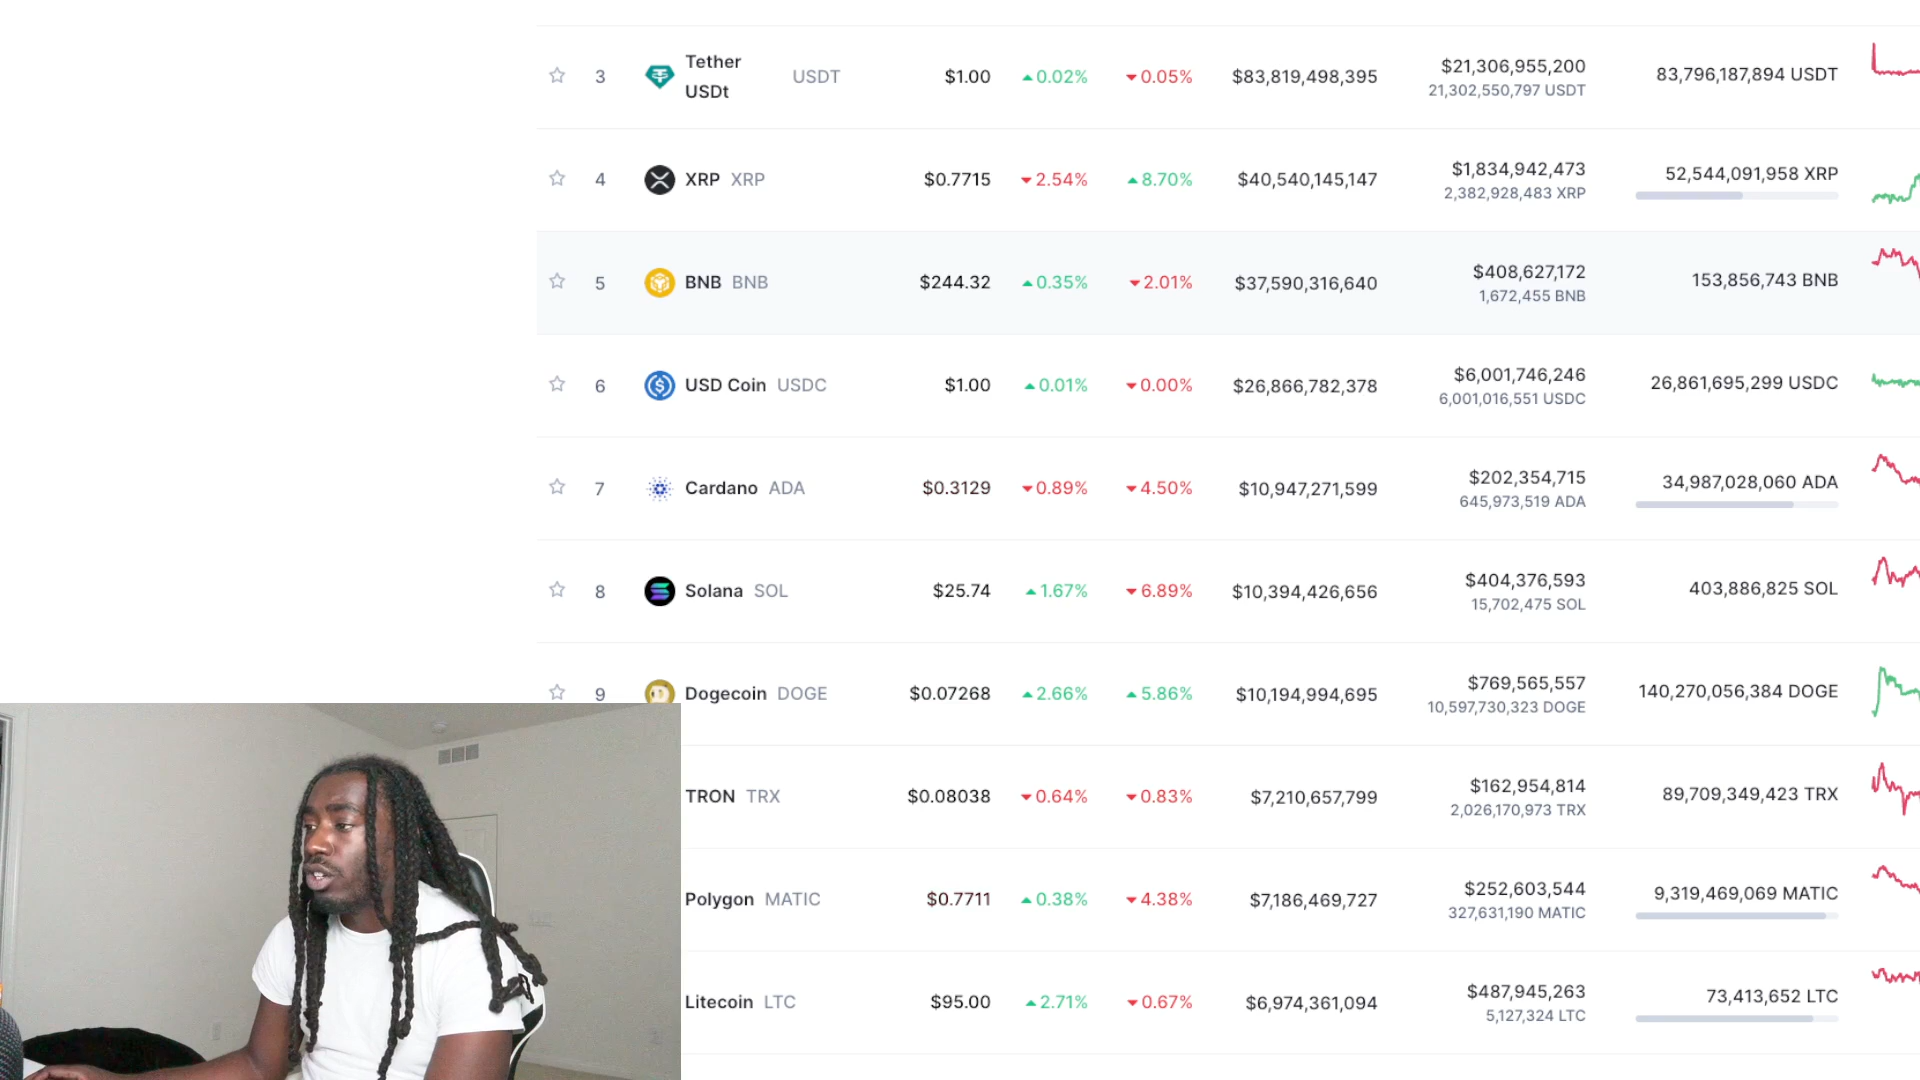 3 Tether USDt USDT $1.00 0.02% 0.05% $83,819,498,395 $21,306,955,200 21,302,550,797 USDT 83,796,187,894 USDT
4 XRP XRP $0.7715 2.54% 8.70% $40,540,145,147 $1,834,942,473 2,382,928,483 XRP 52,544,091,958 XRP
5 BNB BNB $244.32 0.35% 2.01% $37,590,316,640 $408,627,172 1,672,455 BNB 153,856,743 BNB
6 USD Coin USDC $1.00 0.01% 0.00% $26,866,782,378 $6,001,746,246 6,001,016,551 USDC 26,861,695,299 USDC
7 Cardano ADA $0.3129 0.89% 4.50% $10,947,271,599 $202,354,715 645,973,519 ADA 34,987,028,060 ADA
8 Solana SOL $25.74 1.67% 6.89% $10,394,426,656 $404,376,593 15,702,475 SOL 403,886,825 SOL
9 Dogecoin DOGE $0.07268 2.66% 5.86% $10,194,994,695 $769,565,557 10,597,730,323 DOGE 140,270,056,384 DOGE
TRON TRX $0.08038 0.64% 0.83% $7,210,657,799 $162,954,814 2,026,170,973 TRX 89,709,349,423 TRX
Polygon MATIC $0.7711 0.38% 4.38% $7,186,469,727 $252,603,544 327,631,190 MATIC 9,319,469,069 MATIC
Litecoin LTC $95.00 2.71% 0.67% $6,974,361,094 $487,945,263 5,127,324 LTC 73,413,652 LTC